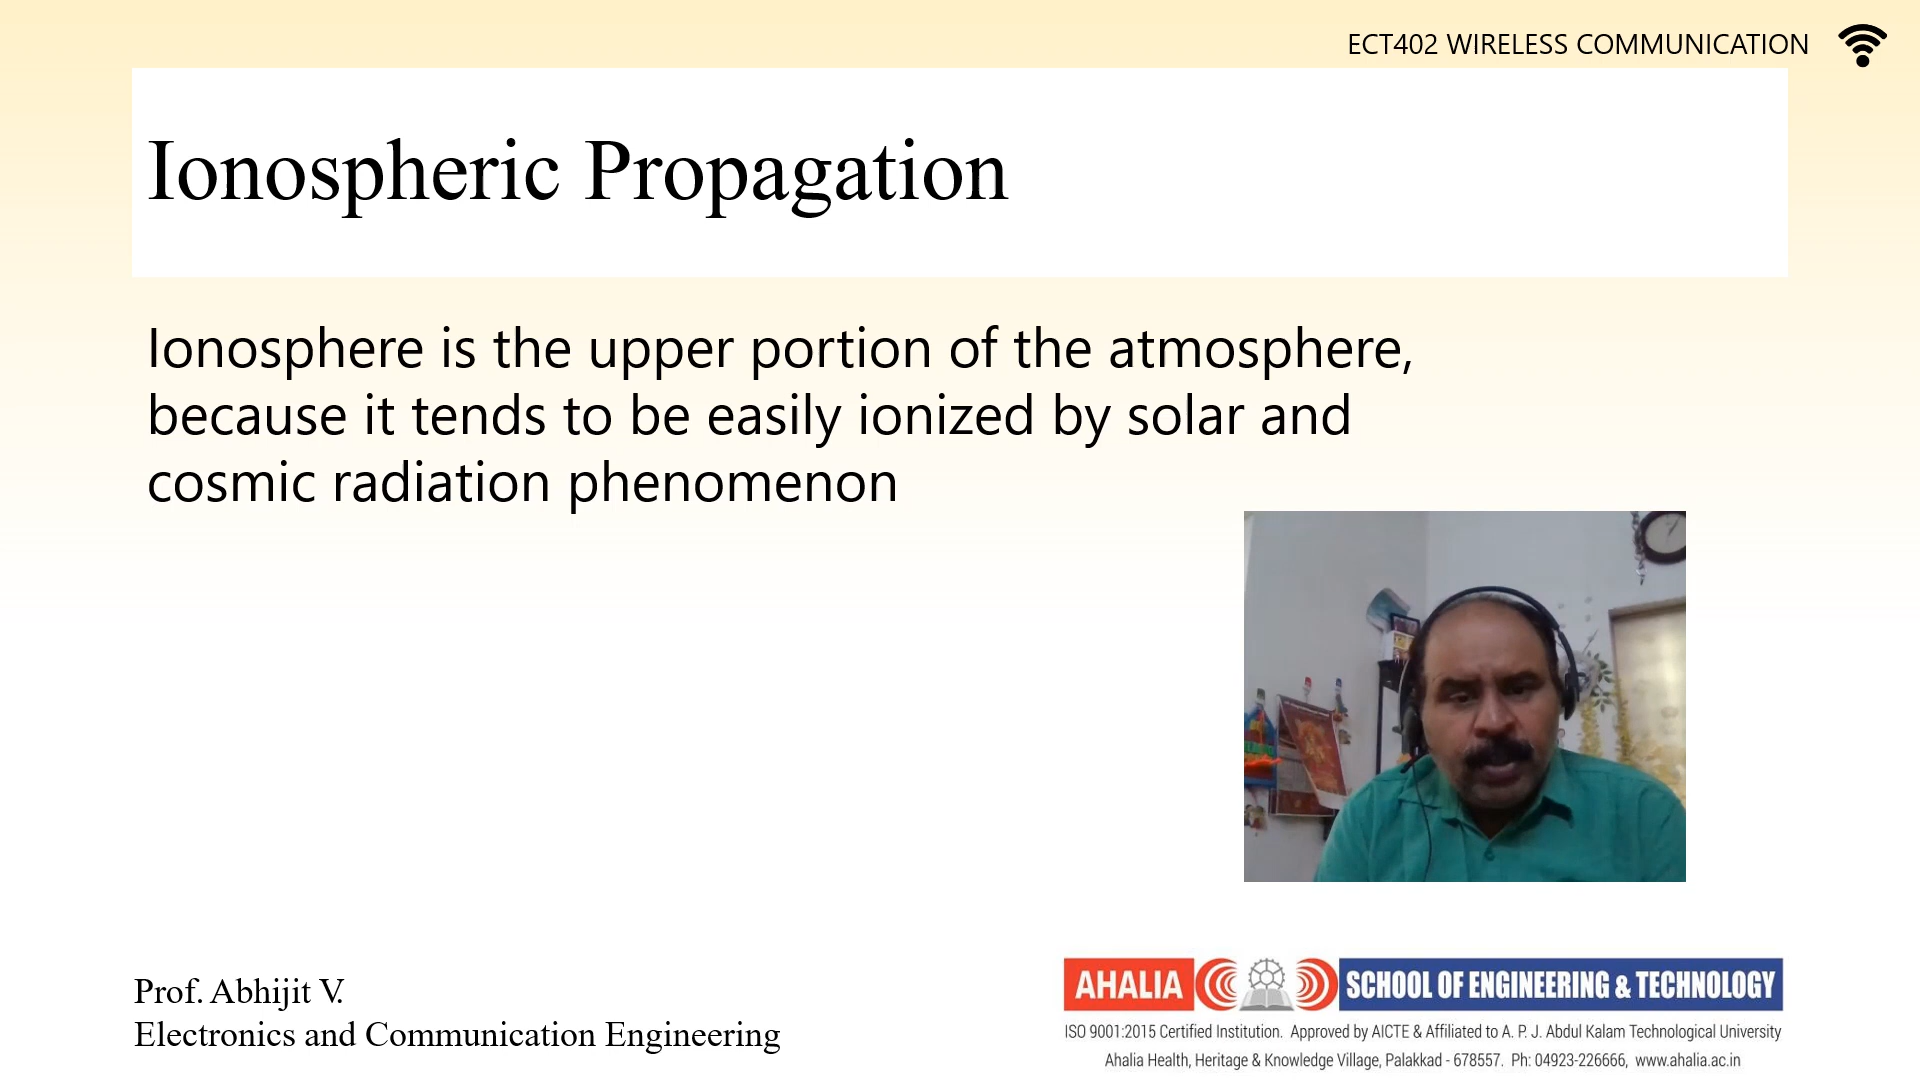 ECT402 WIRELESS COMMUNICATION
Ionospheric Propagation
Ionosphere is the upper portion of the atmosphere,
because it tends to be easily ionized by solar and
cosmic radiation phenomenon
Prof. Abhijit V.
Electronics and Communication Engineering
AHALIA SCHOOL OF ENGINEERING & TECHNOLOGY
ISO 9001:2015 Certified Institution. Approved by AICTE & Affiliated to A. P. J. Abdul Kalam Technological University
Ahalia Health, Heritage & Knowledge Village, Palakkad - 678557. Ph: 04923-226666, www.ahalia.ac.in